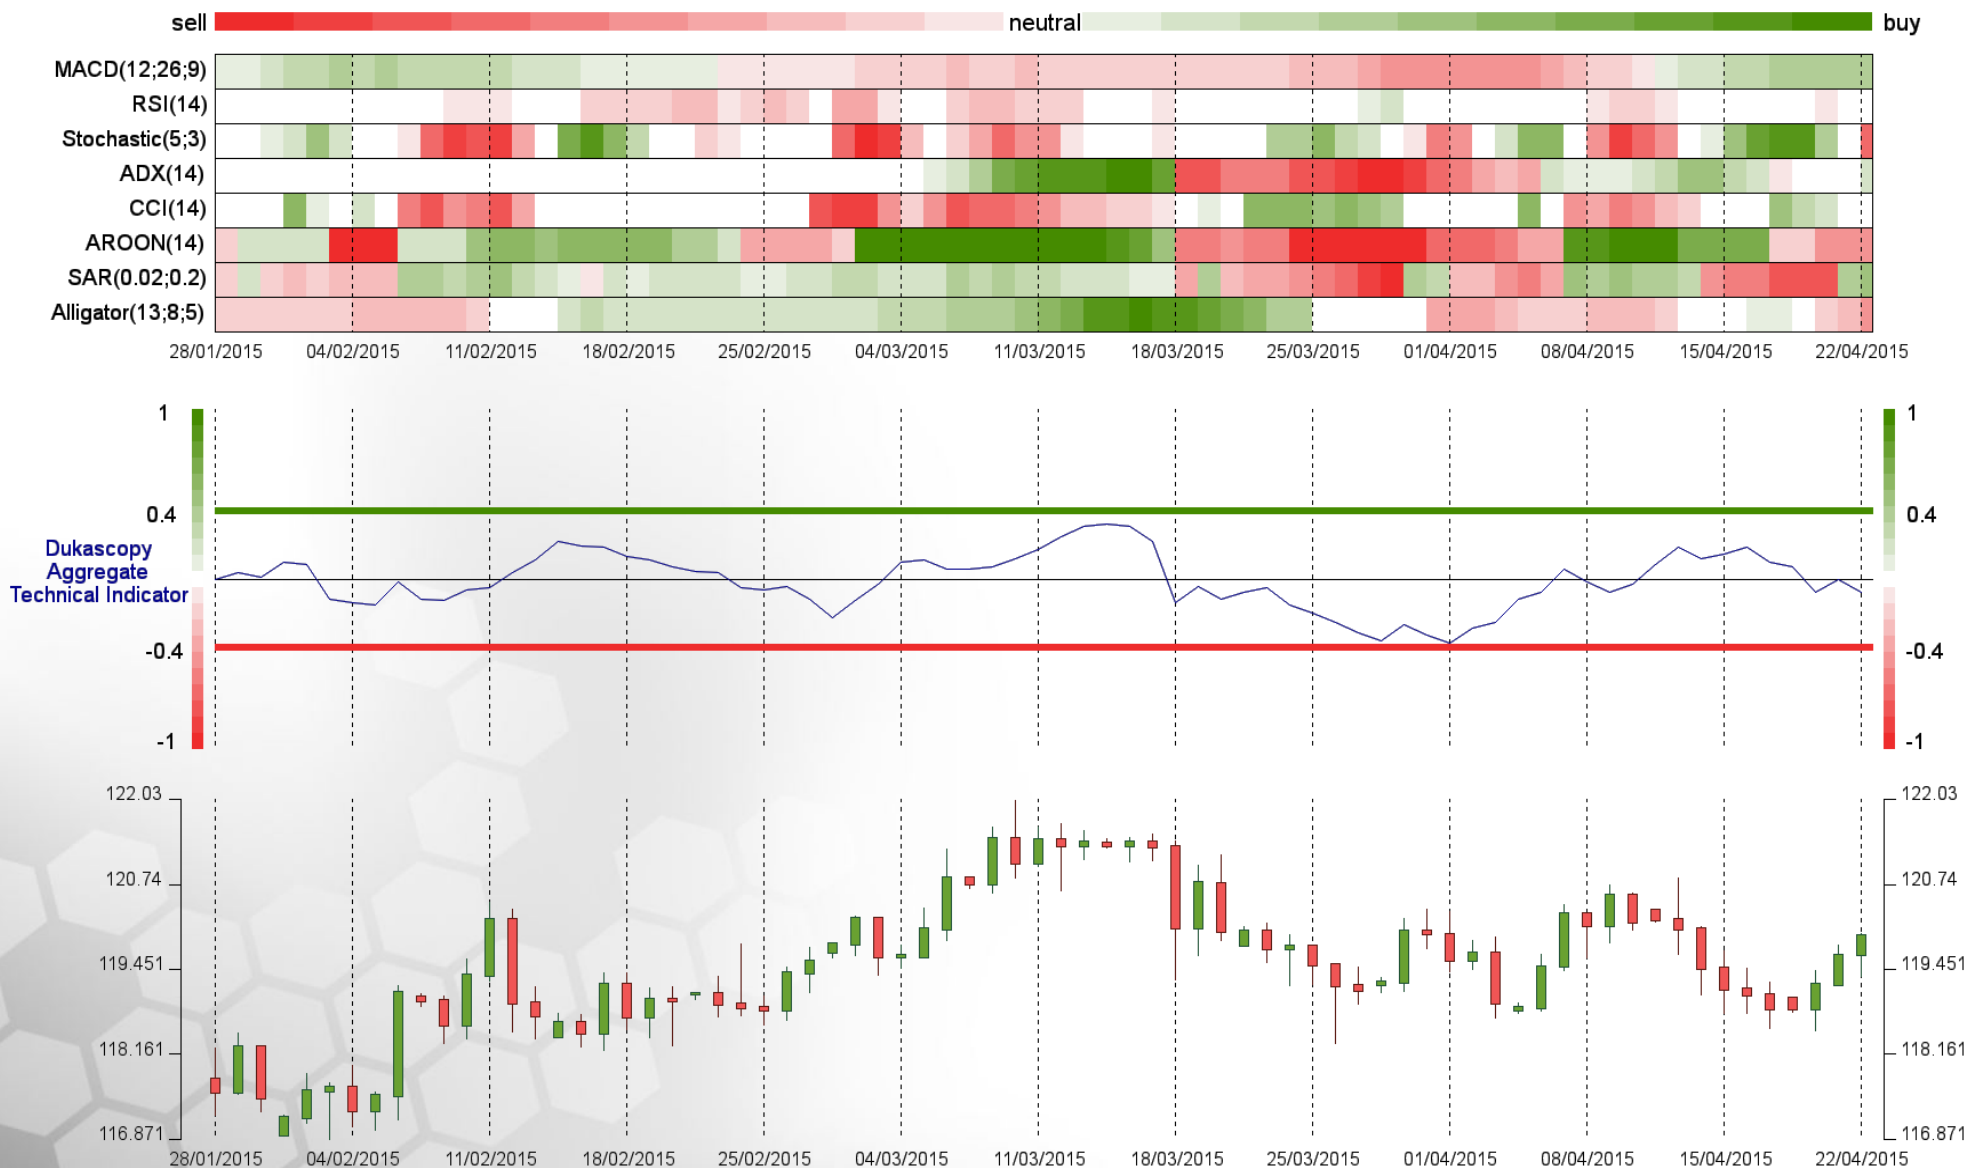 sell neutral buy
MACD(12;26;9)
RSI(14)
Stochastic(5;3)
ADX(14)
CCI(14)
AROON(14)
SAR(0.02;0.2)
Alligator(13;8;5)
28/01/2015 04/02/2015 11/02/2015 18/02/2015 25/02/2015 04/03/2015 11/03/2015 18/03/2015 25/03/2015 01/04/2015 08/04/2015 15/04/2015 22/04/2015
1 1
0.4 0.4
Dukascopy
Aggregate
Technical Indicator
-0.4 -0.4
-1 -1
122.03 122.03
120.74 120.74
119.451 119.451
118.161 118.161
116.871 116.871
28/01/2015 04/02/2015 11/02/2015 18/02/2015 25/02/2015 04/03/2015 11/03/2015 18/03/2015 25/03/2015 01/04/2015 08/04/2015 15/04/2015 22/04/2015